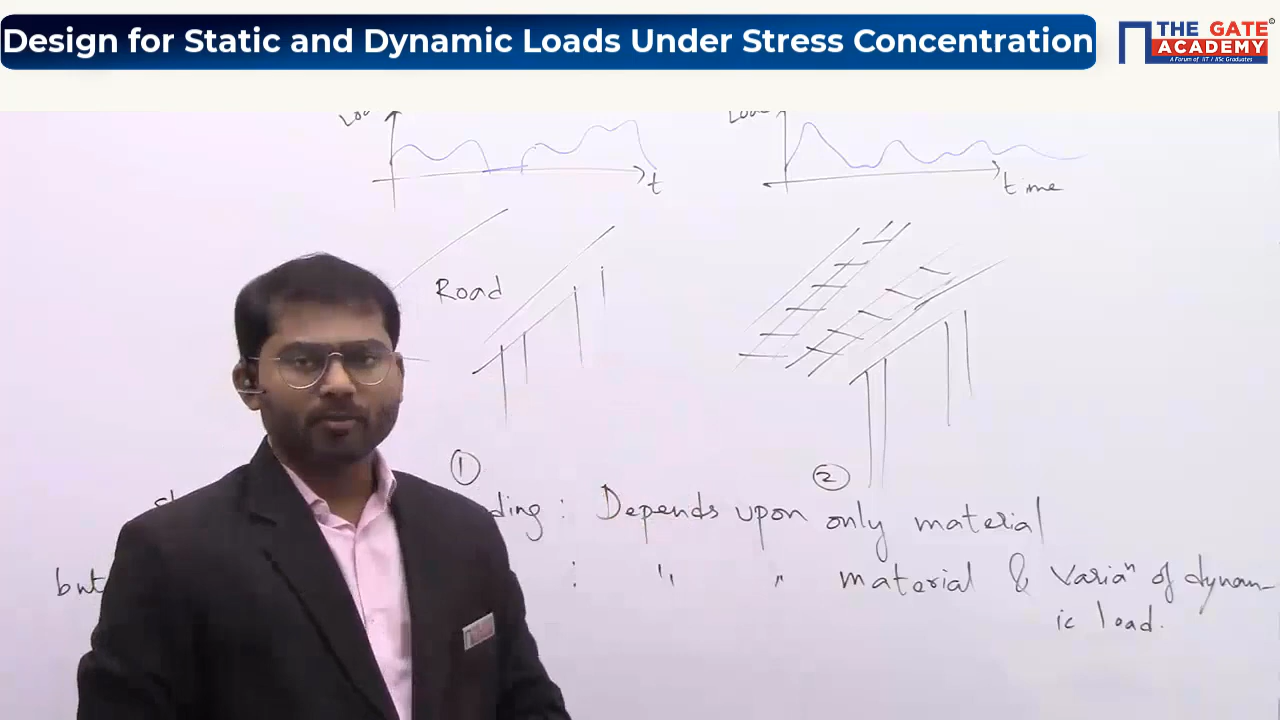 Design for Static and Dynamic Loads Under Stress Concentration
THE GATE
ACADEMY
A Forum of IIT / IISc Graduates
t
time
Road
1
2
ding : Depends upon only material
but : " " material & Varian of dynam-
ic load.